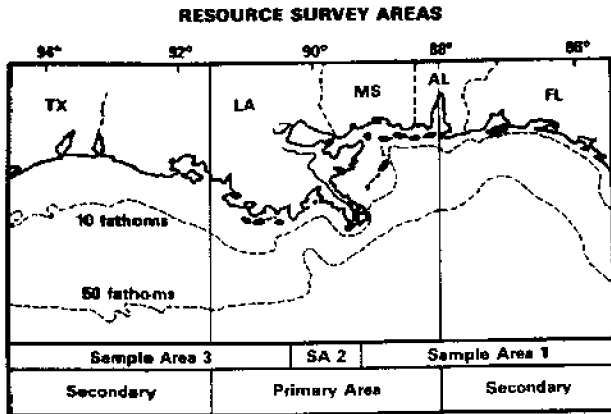 RESOURCE SURVEY AREAS
94° 92° 90° 88° 86°
TX LA MS AL FL
10 fathoms
50 fathoms
Sample Area 3 SA 2 Sample Area 1
Secondary Primary Area Secondary